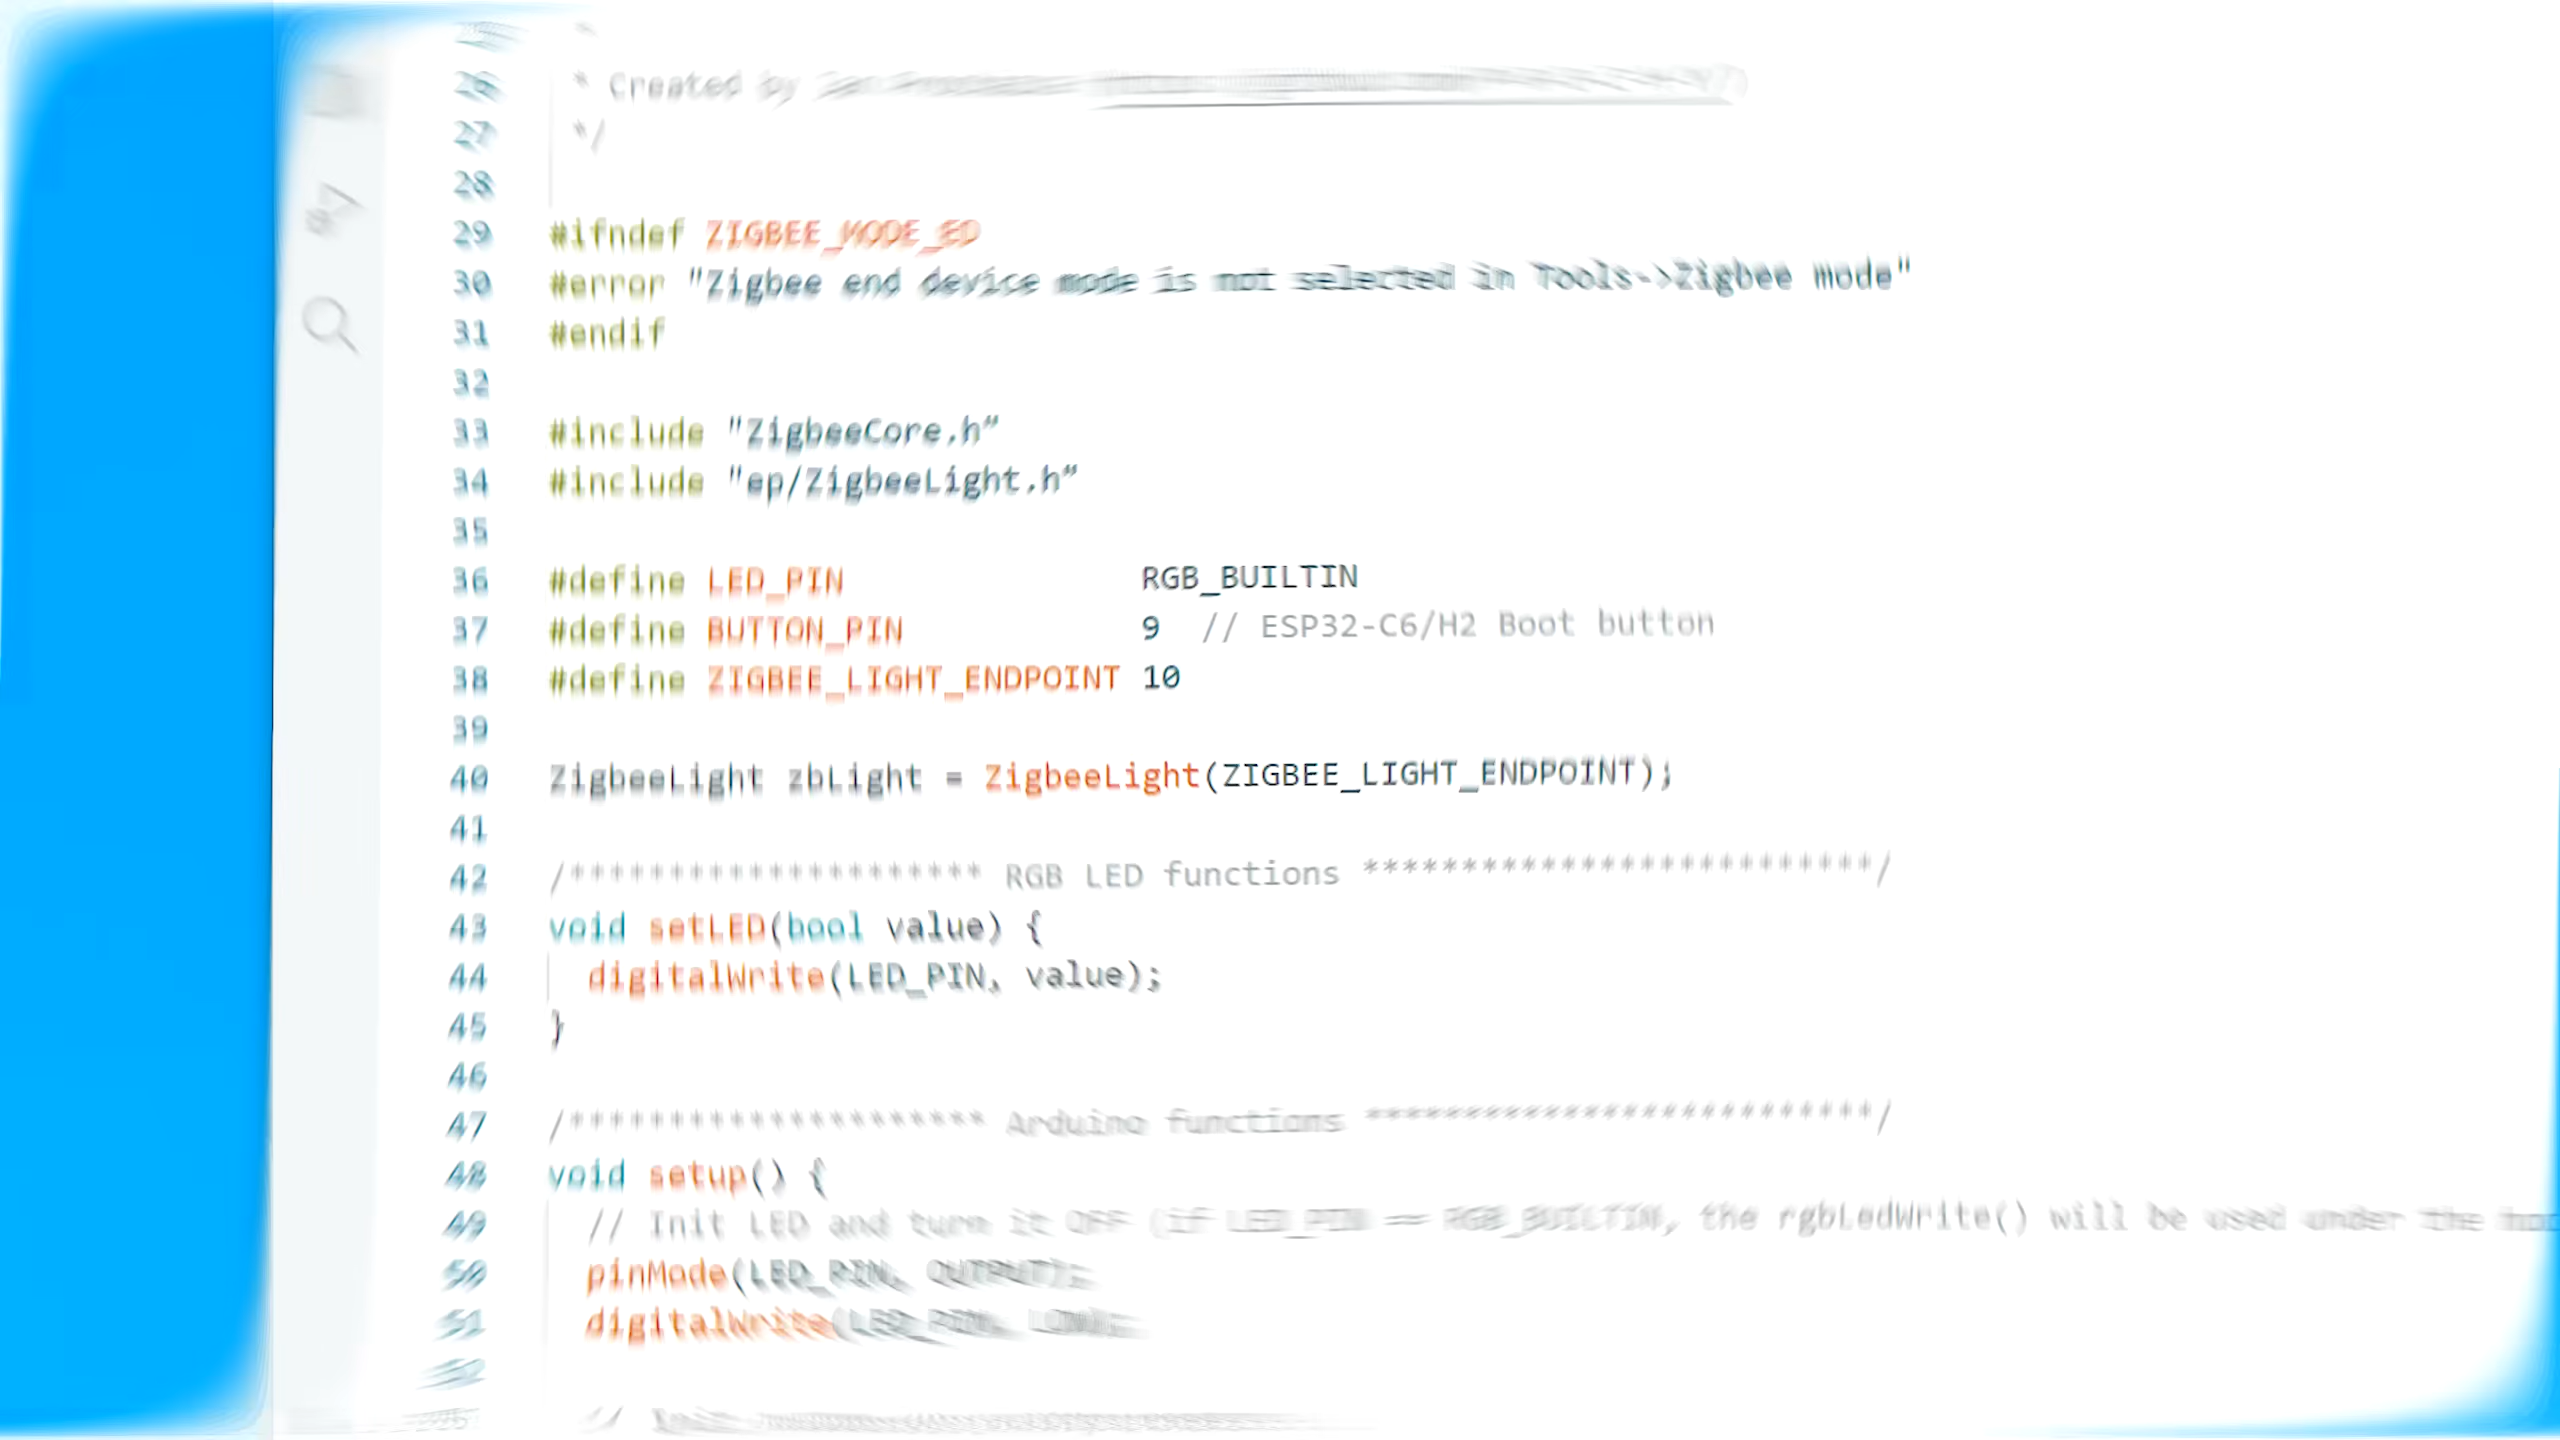 26 * Created by
27 */
28
29 #ifndef ZIGBEE_MODE_ED
30 #error "Zigbee end device mode is not selected in Tools->Zigbee mode"
31 #endif
32
33 #include "ZigbeeCore.h"
34 #include "ep/ZigbeeLight.h"
35
36 #define LED_PIN RGB_BUILTIN
37 #define BUTTON_PIN 9 // ESP32-C6/H2 Boot button
38 #define ZIGBEE_LIGHT_ENDPOINT 10
39
40 ZigbeeLight zbLight = ZigbeeLight(ZIGBEE_LIGHT_ENDPOINT);
41
42 /********************* RGB LED functions **************************/
43 void setLED(bool value) {
44 digitalWrite(LED_PIN, value);
45 }
46
47 /********************* Arduino functions **************************/
48 void setup() {
49 // Init LED and turn it OFF (if LED_PIN == RGB_BUILTIN, the rgbLedWrite() will be used under the
50 pinMode(LED_PIN, OUTPUT);
51 digitalWrite(LED_PIN, LOW);
52
// Init